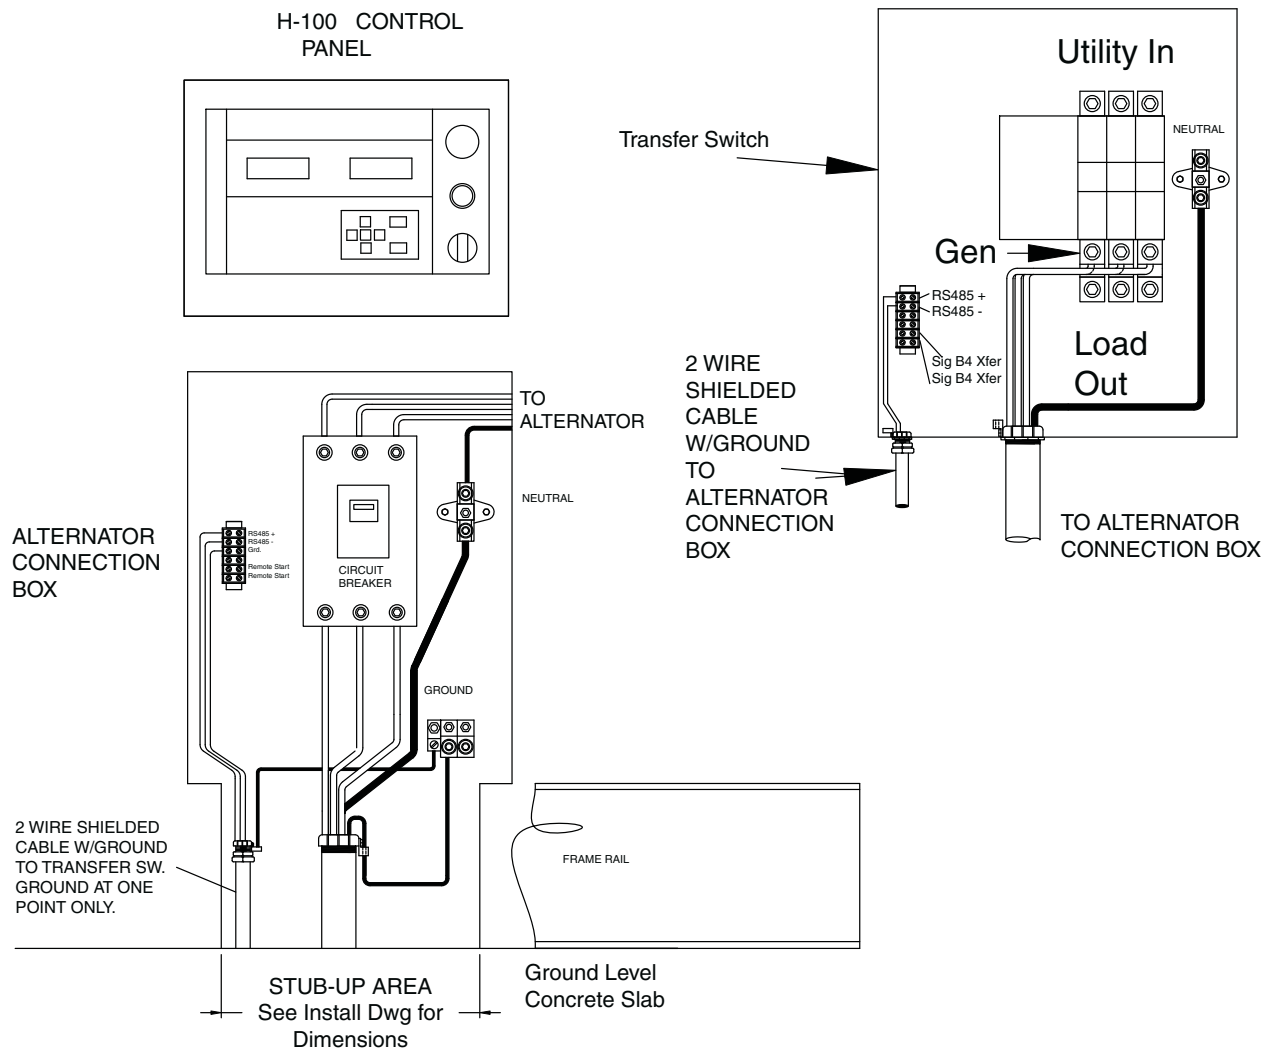 H-100 CONTROL
PANEL
Utility In
Transfer Switch
NEUTRAL
Gen
RS485 +
RS485 -
Sig B4 Xfer
Sig B4 Xfer
Load
Out
2 WIRE
SHIELDED
CABLE
W/GROUND
TO
ALTERNATOR
CONNECTION
BOX
TO ALTERNATOR
CONNECTION BOX
TO
ALTERNATOR
NEUTRAL
ALTERNATOR
CONNECTION
BOX
RS485 +
RS485 -
Grd.
Remote Start
Remote Start
CIRCUIT
BREAKER
GROUND
2 WIRE SHIELDED
CABLE W/GROUND
TO TRANSFER SW.
GROUND AT ONE
POINT ONLY.
FRAME RAIL
STUB-UP AREA
See Install Dwg for
Dimensions
Ground Level
Concrete Slab